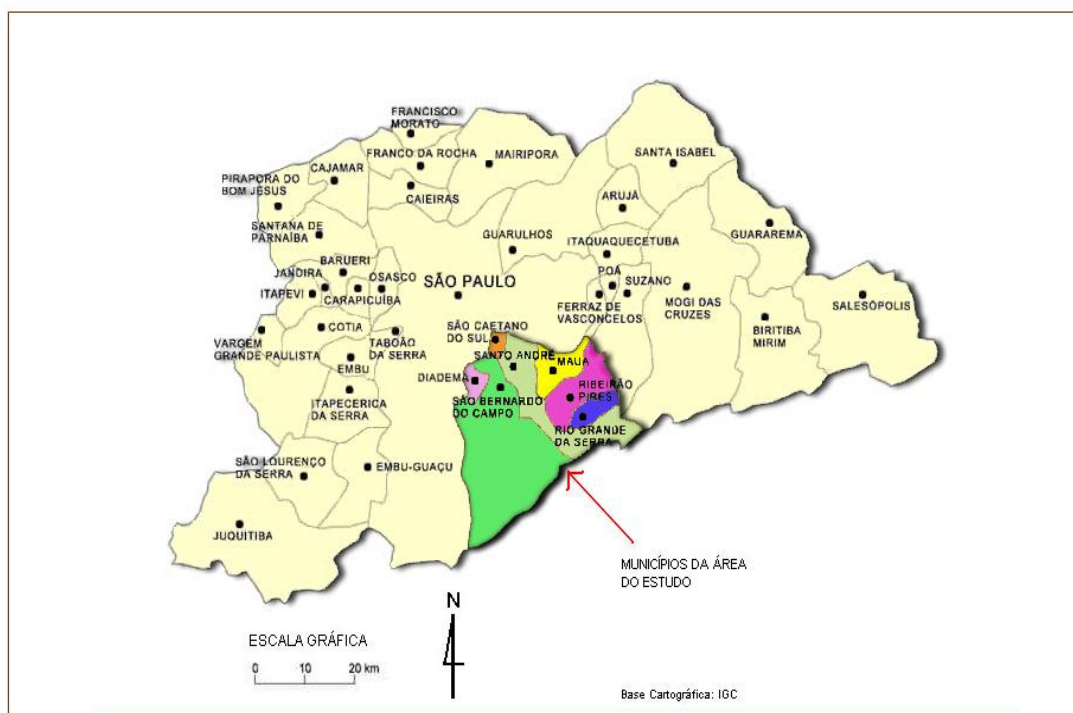 FRANCISCO
MORATO
FRANCO DA ROCHA
MAIRIPORA
SANTA ISABEL
CAJAMAR
PIRAPORA DO
BOM JESUS
CAIEIRAS
ARUJÁ
SANTANA DE
PARNAÍBA
GUARULHOS
GUARAREMA
ITAQUAQUECETUBA
BARUERI
JANDIRA
OSASCO
SÃO PAULO
POÁ
SUZANO
ITAPEVI
CARAPICUÍBA
FERRAZ DE
VASCONCELOS
MOGI DAS
CRUZES
SALESÓPOLIS
BIRITIBA
MIRIM
COTIA
TABOÃO
DA SERRA
VARGEM
GRANDE PAULISTA
SÃO CAETANO
DO SUL
SANTO ANDRÉ
MAUA
EMBU
DIADEMA
RIBEIRÃO
PIRES
ITAPECERICA
DA SERRA
SÃO BERNARDO
DO CAMPO
RIO GRANDE
DA SERRA
SÃO LOURENÇO
DA SERRA
EMBU-GUAÇU
JUQUITIBA
MUNICÍPIOS DA ÁREA
DO ESTUDO
N
ESCALA GRÁFICA
0 10 20 km
Base Cartográfica: IGC